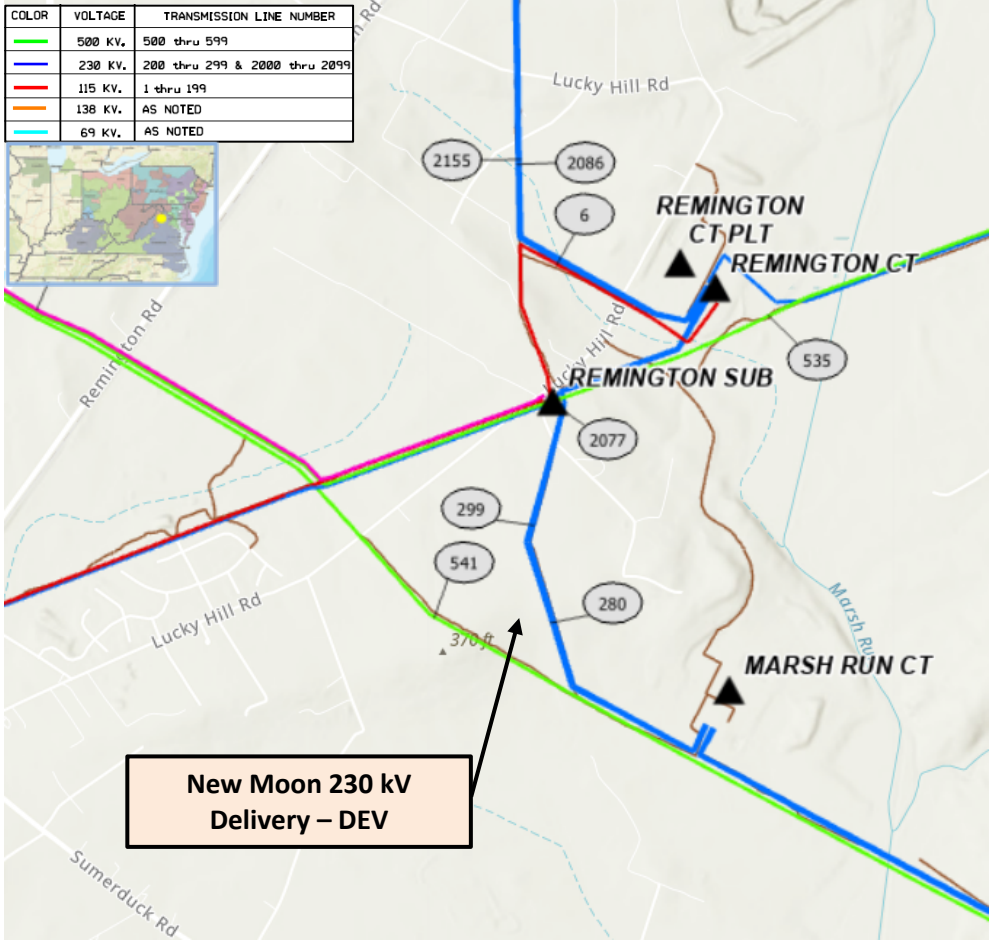 COLOR VOLTAGE TRANSMISSION LINE NUMBER
500 KV. 500 thru 599
230 KV. 200 thru 299 & 2000 thru 2099
115 KV. 1 thru 199
138 KV. AS NOTED
69 KV. AS NOTED
Rd
Lucky Hill Rd
2155
2086
6
REMINGTON
CT PLT
REMINGTON CT
Remington Rd
Lucky Hill Rd
535
REMINGTON SUB
2077
299
541
280
Lucky Hill Rd
370 ft
Marsh Ru
MARSH RUN CT
New Moon 230 kV
Delivery – DEV
Sumerduck Rd